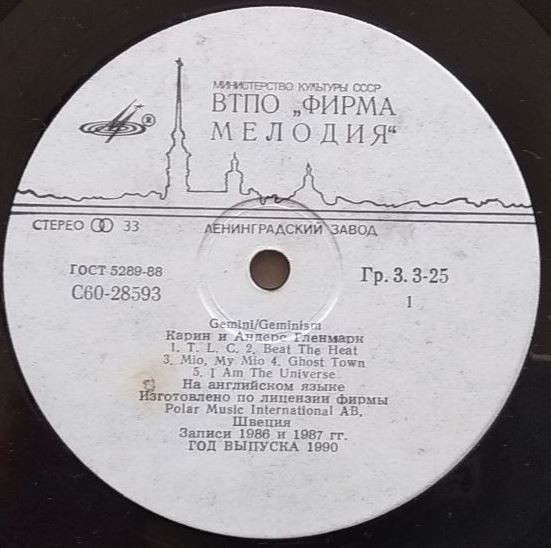 МИНИСТЕРСТВО КУЛЬТУРЫ СССР
ВТПО „ФИРМА
МЕЛОДИЯ“
®
СТЕРЕО 33
ЛЕНИНГРАДСКИЙ ЗАВОД
ГОСТ 5289-88
Гр. 3. 3-25
С60-28593
1
Gemini/Geminism
Карин и Андерс Гленмарк
1. T. L. C. 2. Beat The Heat
3. Mio, My Mio 4. Ghost Town
5. I Am The Universe
На английском языке
Изготовлено по лицензии фирмы
Polar Music International AB,
Швеция
Записи 1986 и 1987 гг.
ГОД ВЫПУСКА 1990